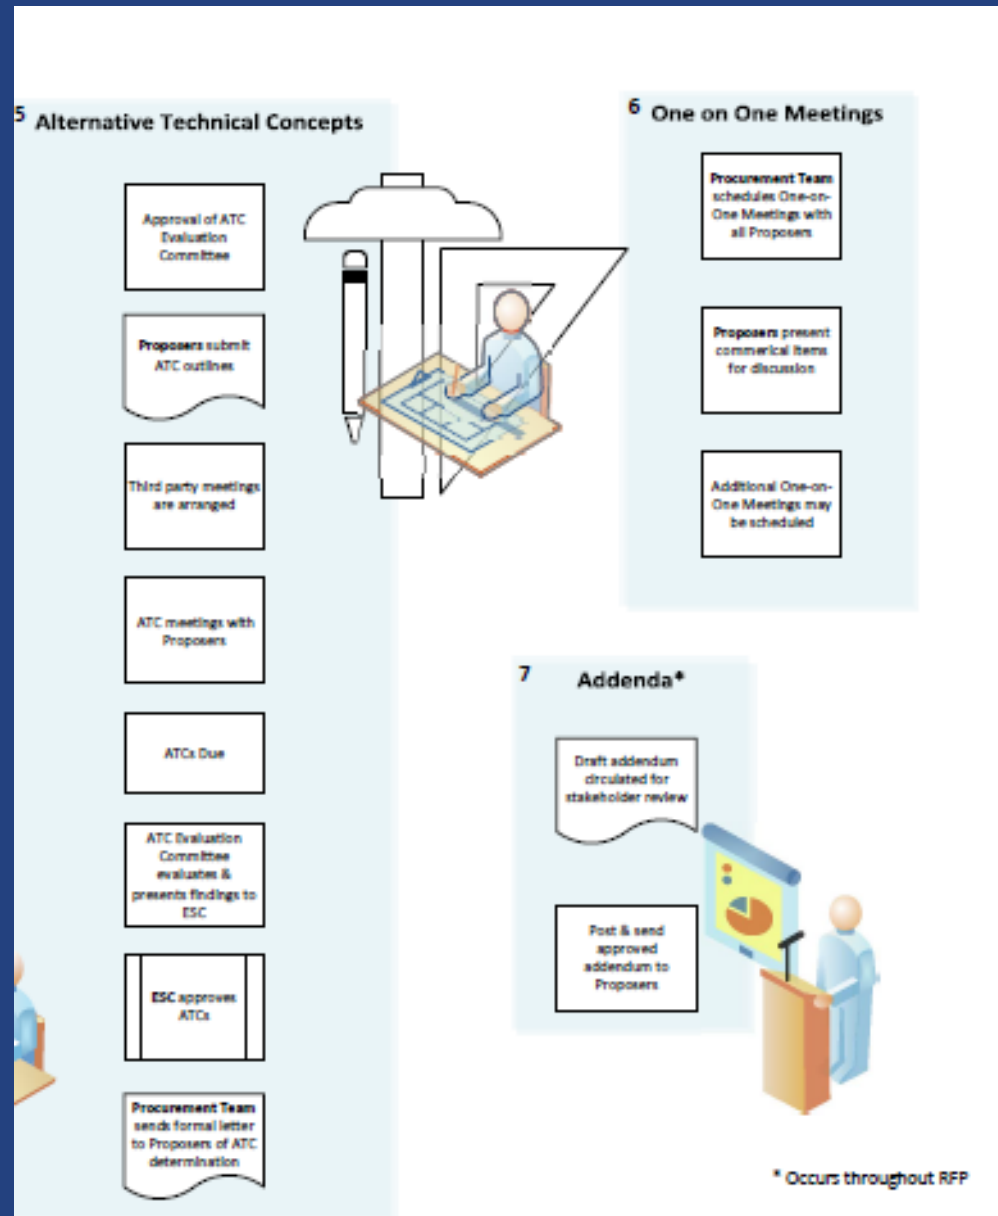 5 Alternative Technical Concepts
Approval of ATC
Evaluation
Committee
Proposers submit
ATC outlines
Third party meetings
are arranged
ATC meetings with
Proposers
ATCs Due
ATC Evaluation
Committee
evaluates &
presents findings to
ESC
ESC approves
ATCs
Procurement Team
sends formal letter
to Proposers of ATC
determination
6 One on One Meetings
Procurement Team
schedules One-on-
One Meetings with
all Proposers
Proposers present
commerical items
for discussion
Additional One-on-
One Meetings may
be scheduled
7 Addenda*
Draft addendum
circulated for
stakeholder review
Post & send
approved
addendum to
Proposers
* Occurs throughout RFP